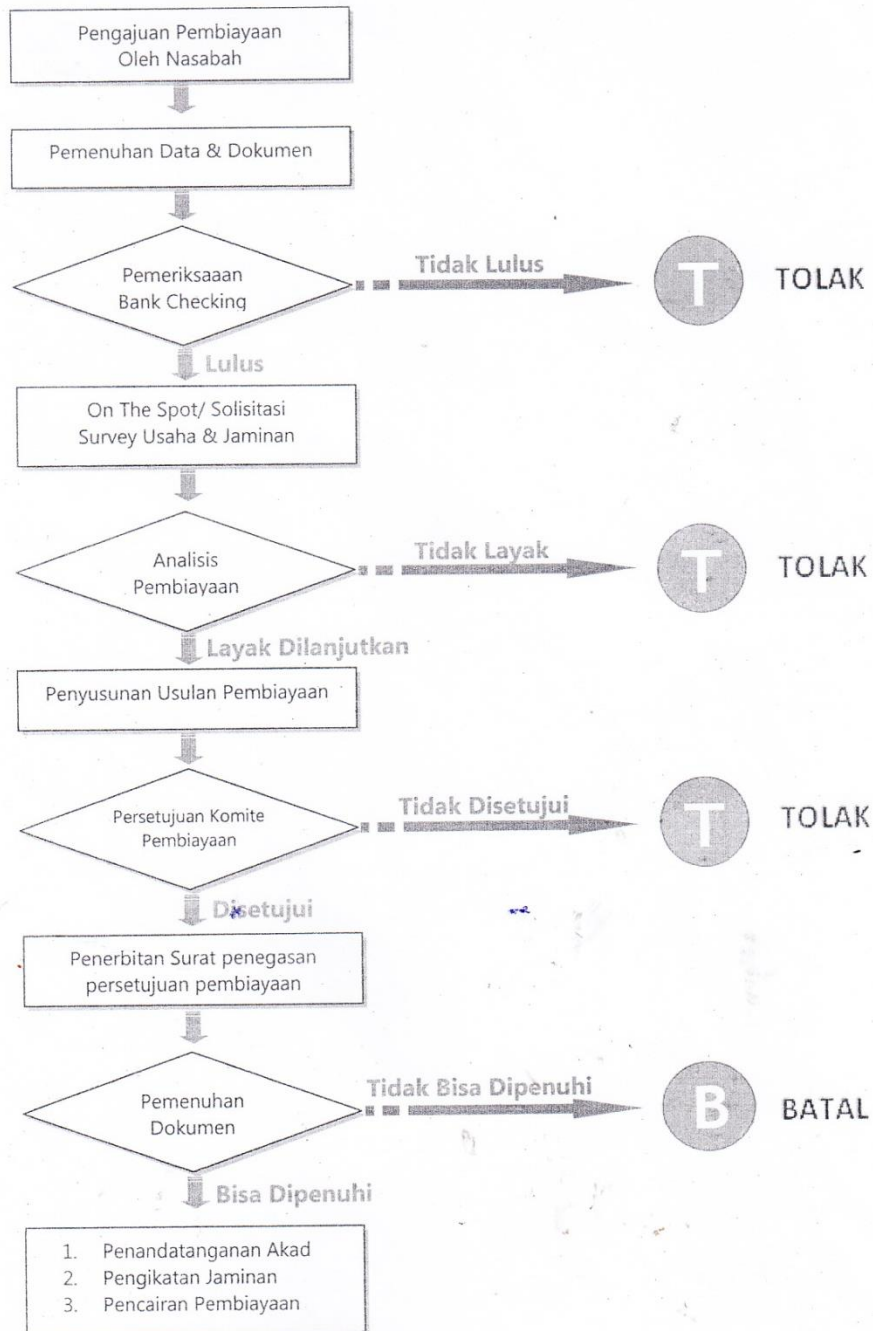 Pengajuan Pembiayaan
Oleh Nasabah
Pemenuhan Data & Dokumen
Pemeriksaaan
Bank Checking
Tidak Lulus
T
TOLAK
Lulus
On The Spot/ Solisitasi
Survey Usaha & Jaminan
Analisis
Pembiayaan
Tidak Layak
T
TOLAK
Layak Dilanjutkan
Penyusunan Usulan Pembiayaan
Persetujuan Komite
Pembiayaan
Tidak Disetujui
T
TOLAK
Disetujui
Penerbitan Surat penegasan
persetujuan pembiayaan
Pemenuhan
Dokumen
Tidak Bisa Dipenuhi
B
BATAL
Bisa Dipenuhi
1. Penandatanganan Akad
2. Pengikatan Jaminan
3. Pencairan Pembiayaan